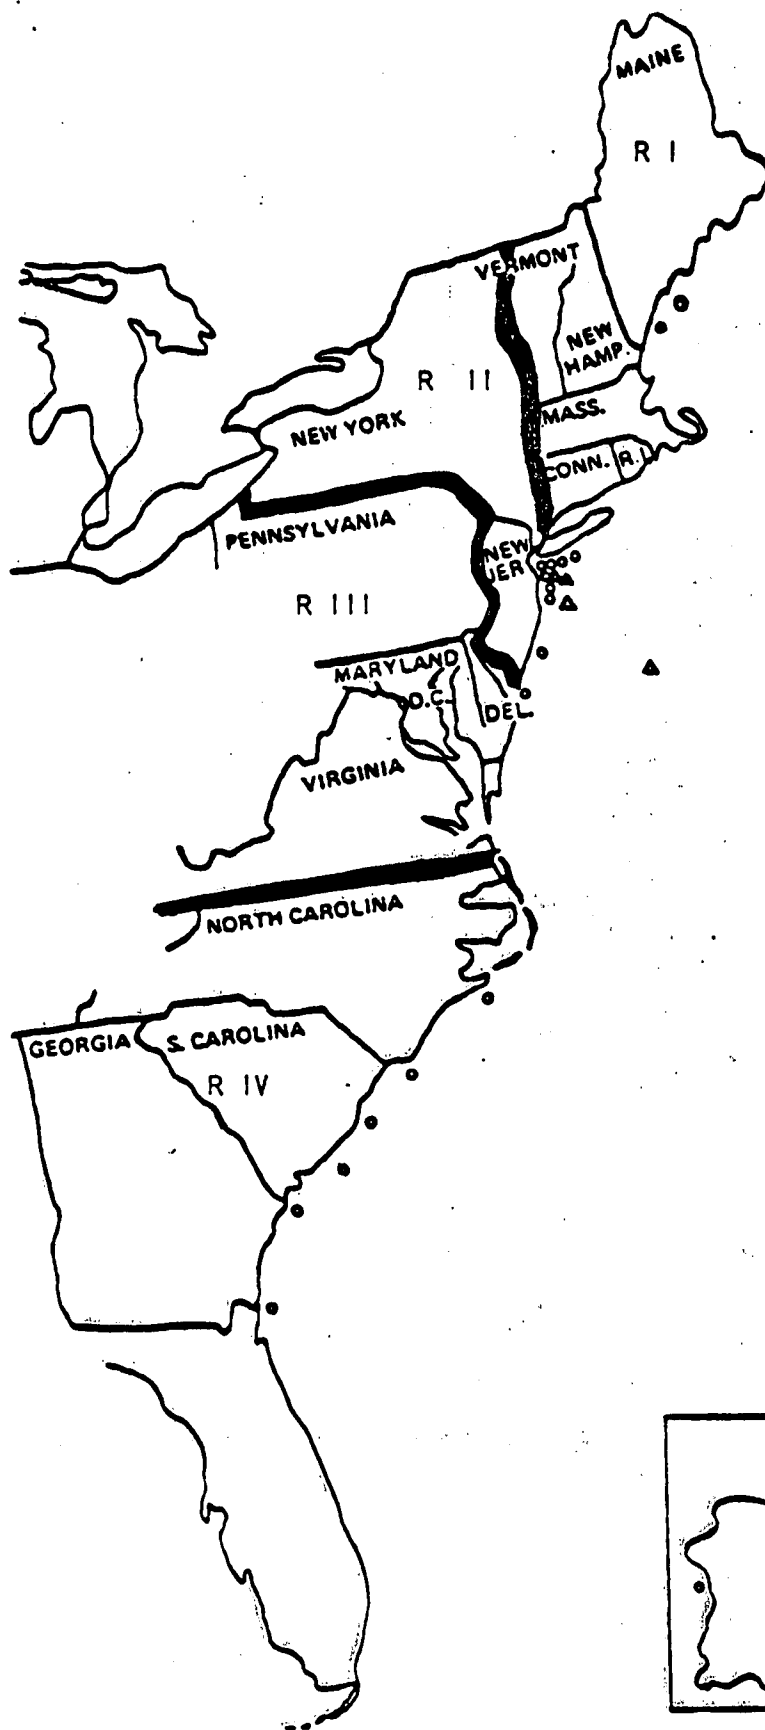 MAINE
R I
VERMONT
NEW
HAMP.
R II
MASS.
NEW YORK
CONN.
R.I.
PENNSYLVANIA
NEW
JER
R III
MARYLAND
D.C.
DEL.
VIRGINIA
NORTH CAROLINA
GEORGIA
S. CAROLINA
R IV